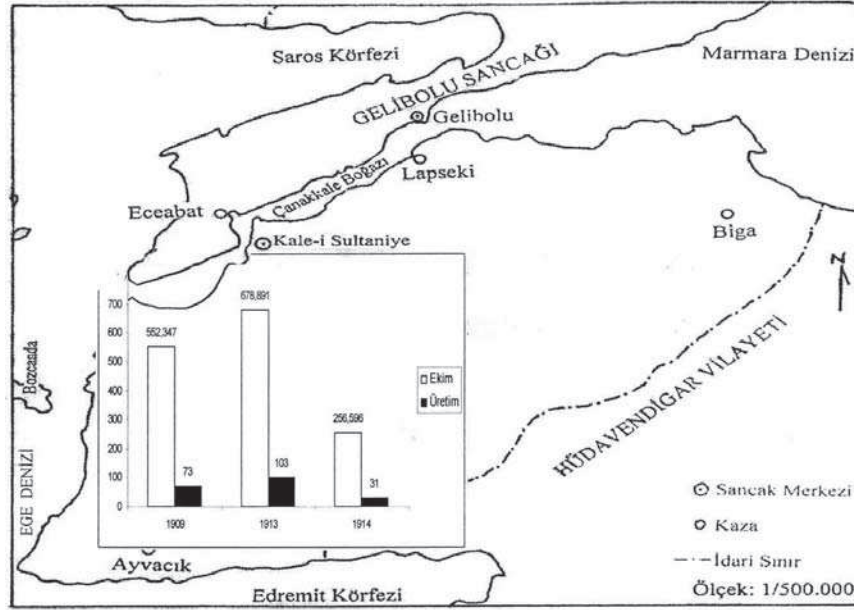 Saros Körfezi
Marmara Denizi
GELİBOLU SANCAĞI
Gelibolu
Lapseki
Çanakkale Boğazı
Eceabat
Kale-i Sultaniye
Biga
N
HÜDAVENDİGAR VİLAYETİ
Bozcaada
EGE DENİZİ
700
600
500
400
300
200
100
0
552,347
73
678,891
103
256,596
31
1909
1913
1914
Ekim
Üretim
Ayvacık
Edremit Körfezi
Sancak Merkezi
Kaza
İdari Sınır
Ölçek: 1/500.000